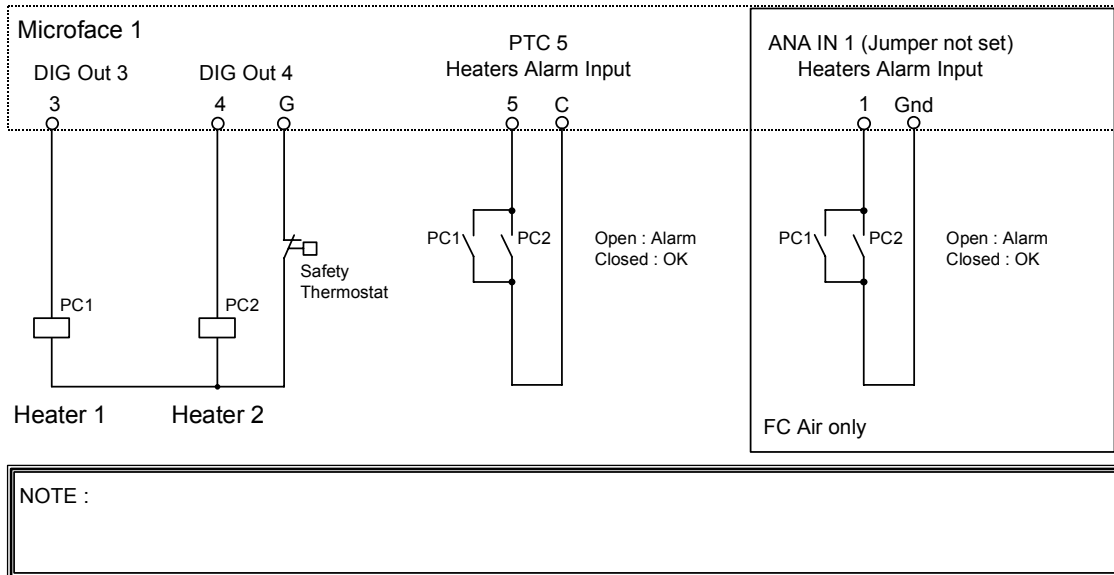 Microface 1
DIG Out 3
DIG Out 4
3
4
G
PTC 5
Heaters Alarm Input
5
C
ANA IN 1 (Jumper not set)
Heaters Alarm Input
1
Gnd
Safety
Thermostat
PC1
PC2
Heater 1
Heater 2
PC1
PC2
Open : Alarm
Closed : OK
PC1
PC2
Open : Alarm
Closed : OK
FC Air only
NOTE :